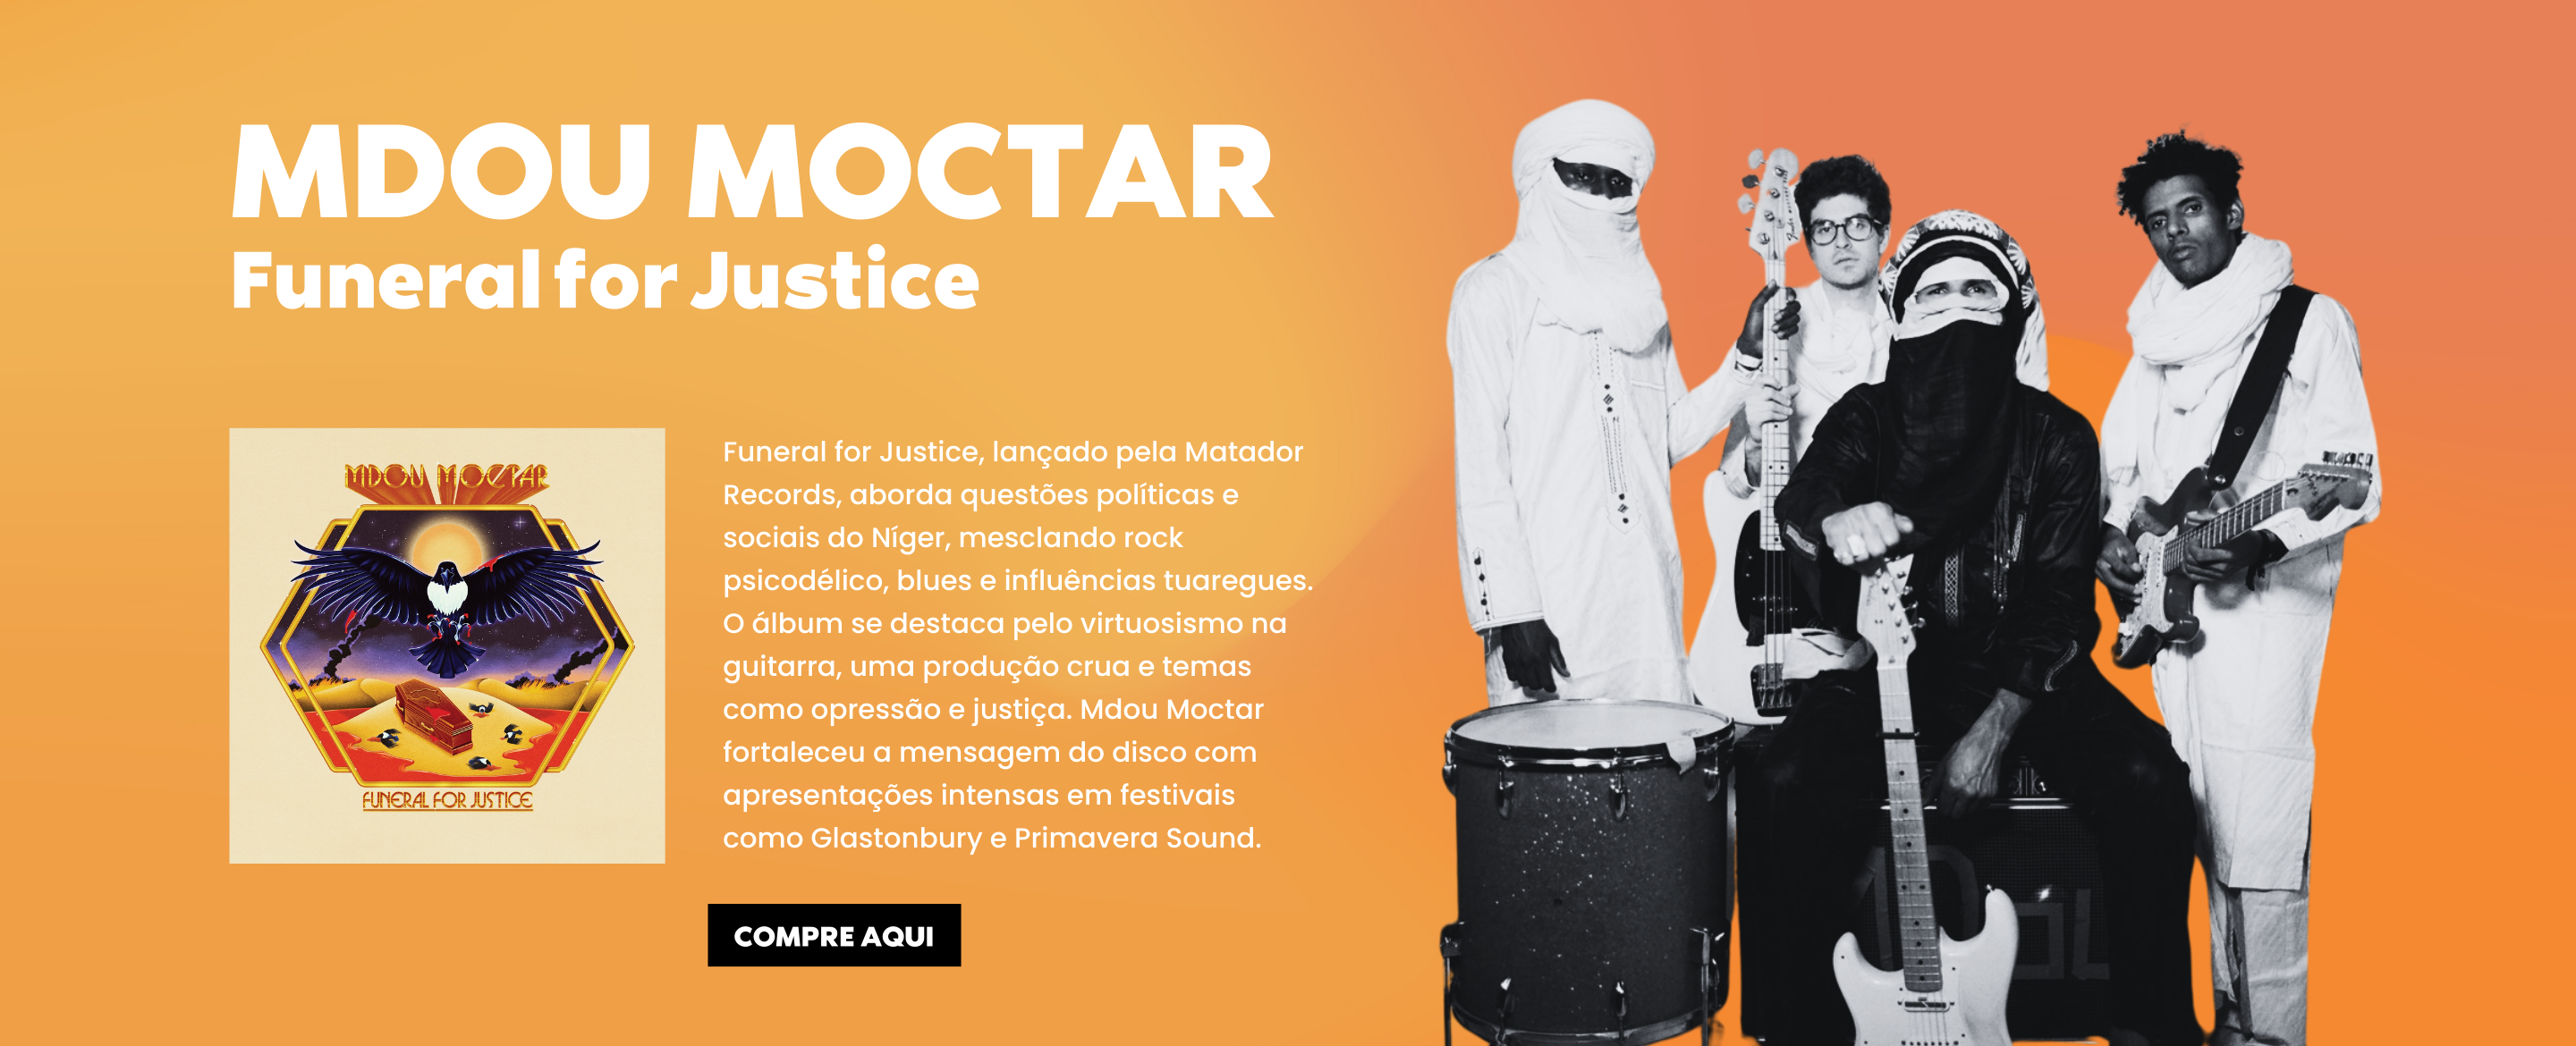 MDOU MOCTAR
Funeral for Justice
MDOU MOCTAR
FUNERAL FOR JUSTICE
Funeral for Justice, lançado pela Matador
Records, aborda questões políticas e
sociais do Níger, mesclando rock
psicodélico, blues e influências tuaregues.
O álbum se destaca pelo virtuosismo na
guitarra, uma produção crua e temas
como opressão e justiça. Mdou Moctar
fortaleceu a mensagem do disco com
apresentações intensas em festivais
como Glastonbury e Primavera Sound.
COMPRE AQUI